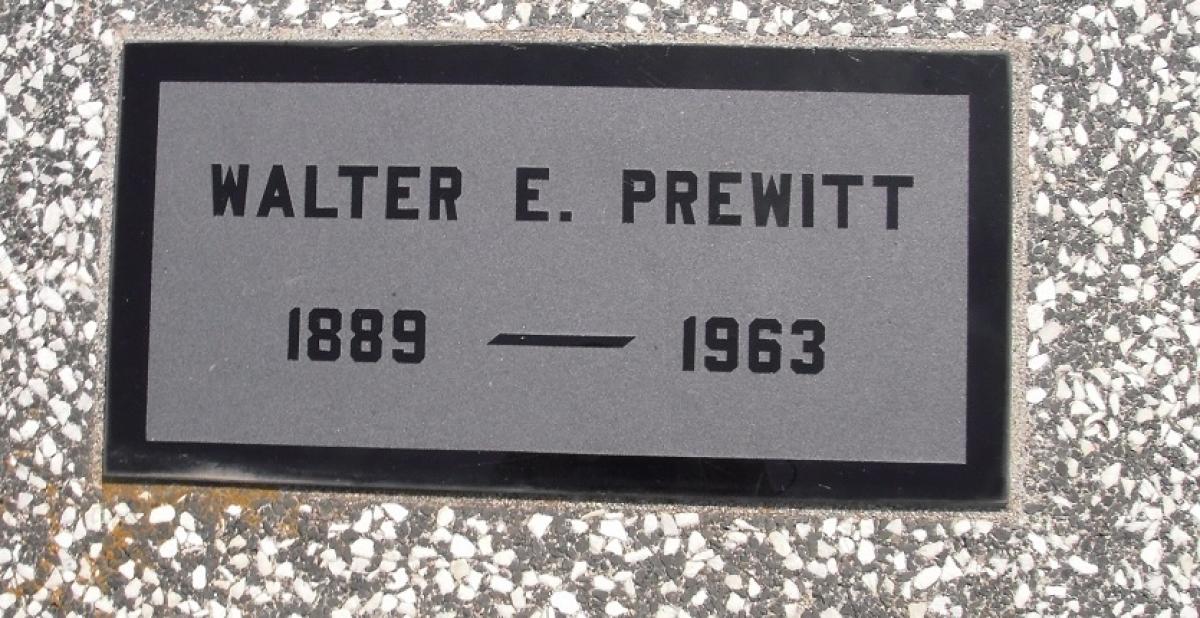 WALTER E. PREWITT
1889 — 1963